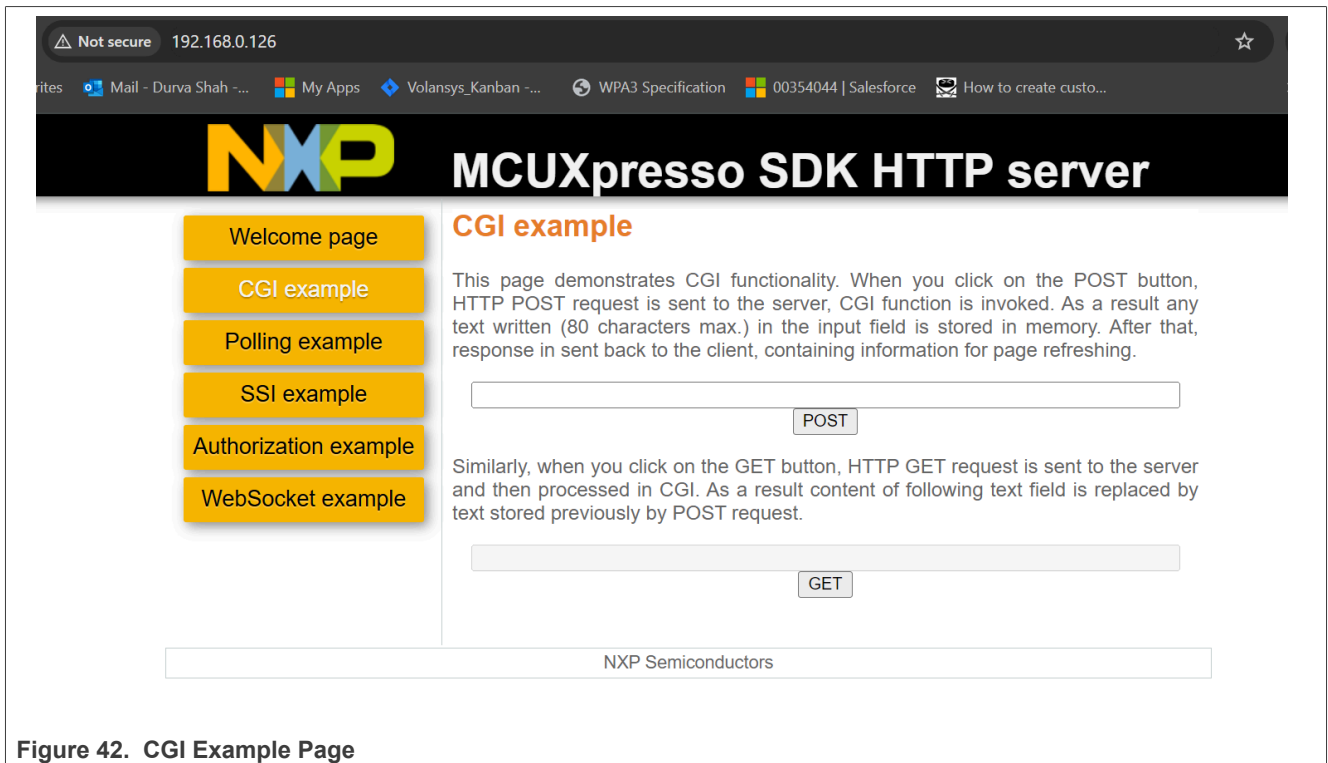 Not secure 192.168.0.126
rites Mail - Durva Shah -... My Apps Volansys_Kanban -... WPA3 Specification 00354044 | Salesforce How to create custo...
NXP MCUXpresso SDK HTTP server
Welcome page
CGI example
Polling example
SSI example
Authorization example
WebSocket example
CGI example
This page demonstrates CGI functionality. When you click on the POST button,
HTTP POST request is sent to the server, CGI function is invoked. As a result any
text written (80 characters max.) in the input field is stored in memory. After that,
response in sent back to the client, containing information for page refreshing.
POST
Similarly, when you click on the GET button, HTTP GET request is sent to the server
and then processed in CGI. As a result content of following text field is replaced by
text stored previously by POST request.
GET
NXP Semiconductors
Figure 42. CGI Example Page